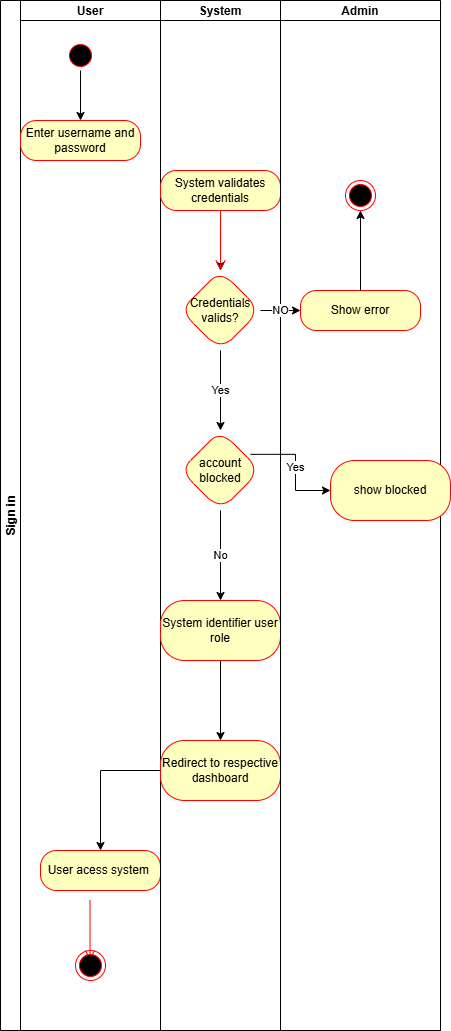 User
System
Admin
Sign in
Enter username and
password
System validates
credentials
Credentials
valids?
NO
Show error
Yes
account
blocked
Yes
show blocked
No
System identifier user
role
Redirect to respective
dashboard
User acess system